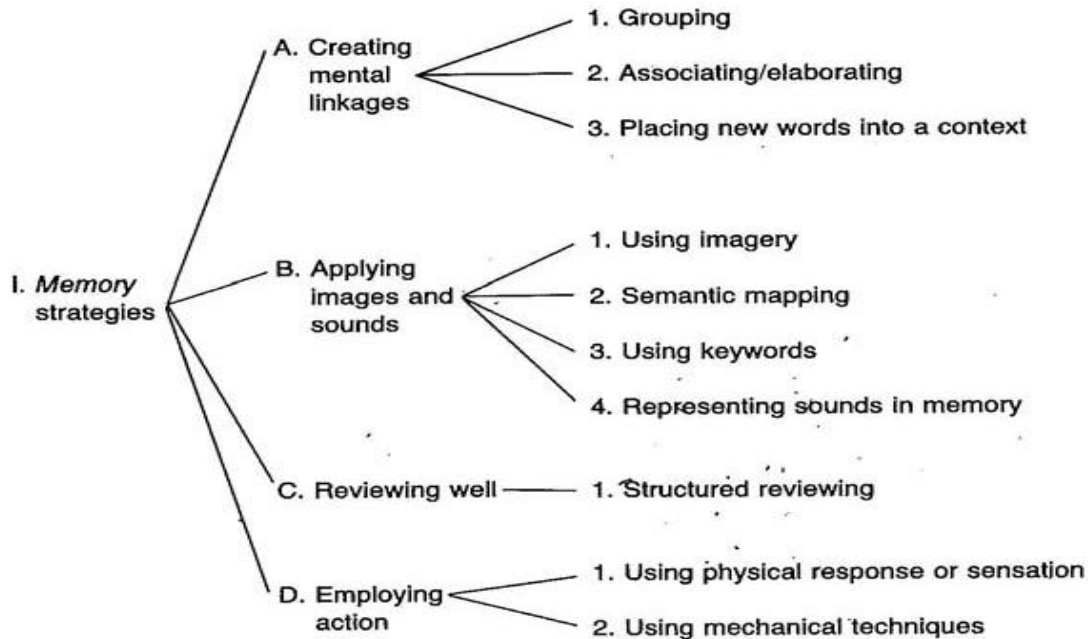 A. Creating
mental
linkages
1. Grouping
2. Associating/elaborating
3. Placing new words into a context
I. Memory
strategies
B. Applying
images and
sounds
1. Using imagery
2. Semantic mapping
3. Using keywords
4. Representing sounds in memory
C. Reviewing well
1. Structured reviewing
D. Employing
action
1. Using physical response or sensation
2. Using mechanical techniques